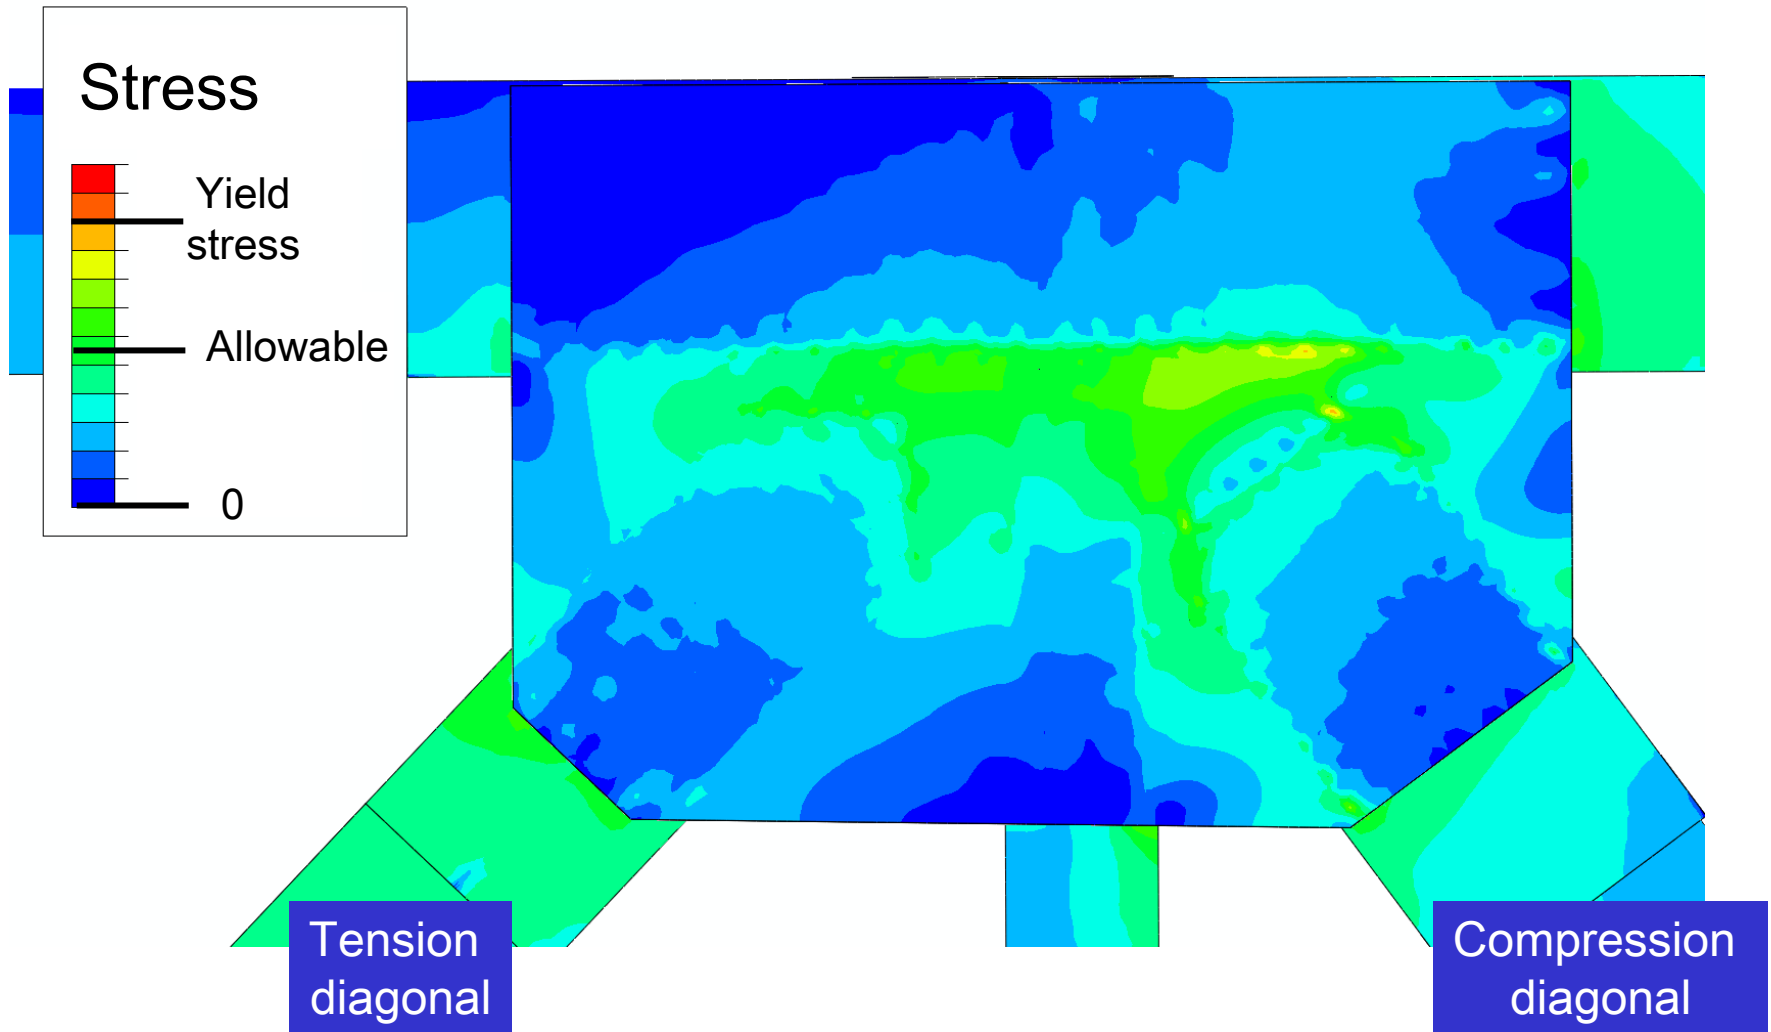 Stress
Yield
stress
Allowable
0
Tension
diagonal
Compression
diagonal